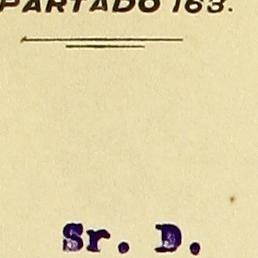 PARTADO 163.
Sr. D.